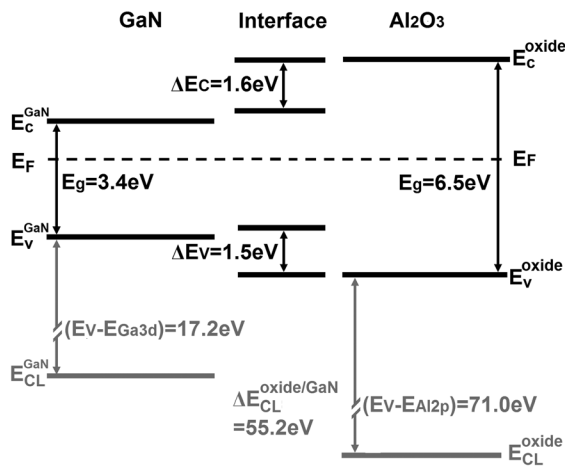 GaN Interface Al2O3
Ec oxide
ΔEc=1.6eV
Ec GaN
EF EF
Eg=3.4eV Eg=6.5eV
Ev GaN
ΔEv=1.5eV
Ev oxide
(Ev-EGa3d)=17.2eV
ECL GaN
ΔECL oxide/GaN (Ev-EAl2p)=71.0eV
=55.2eV
ECL oxide